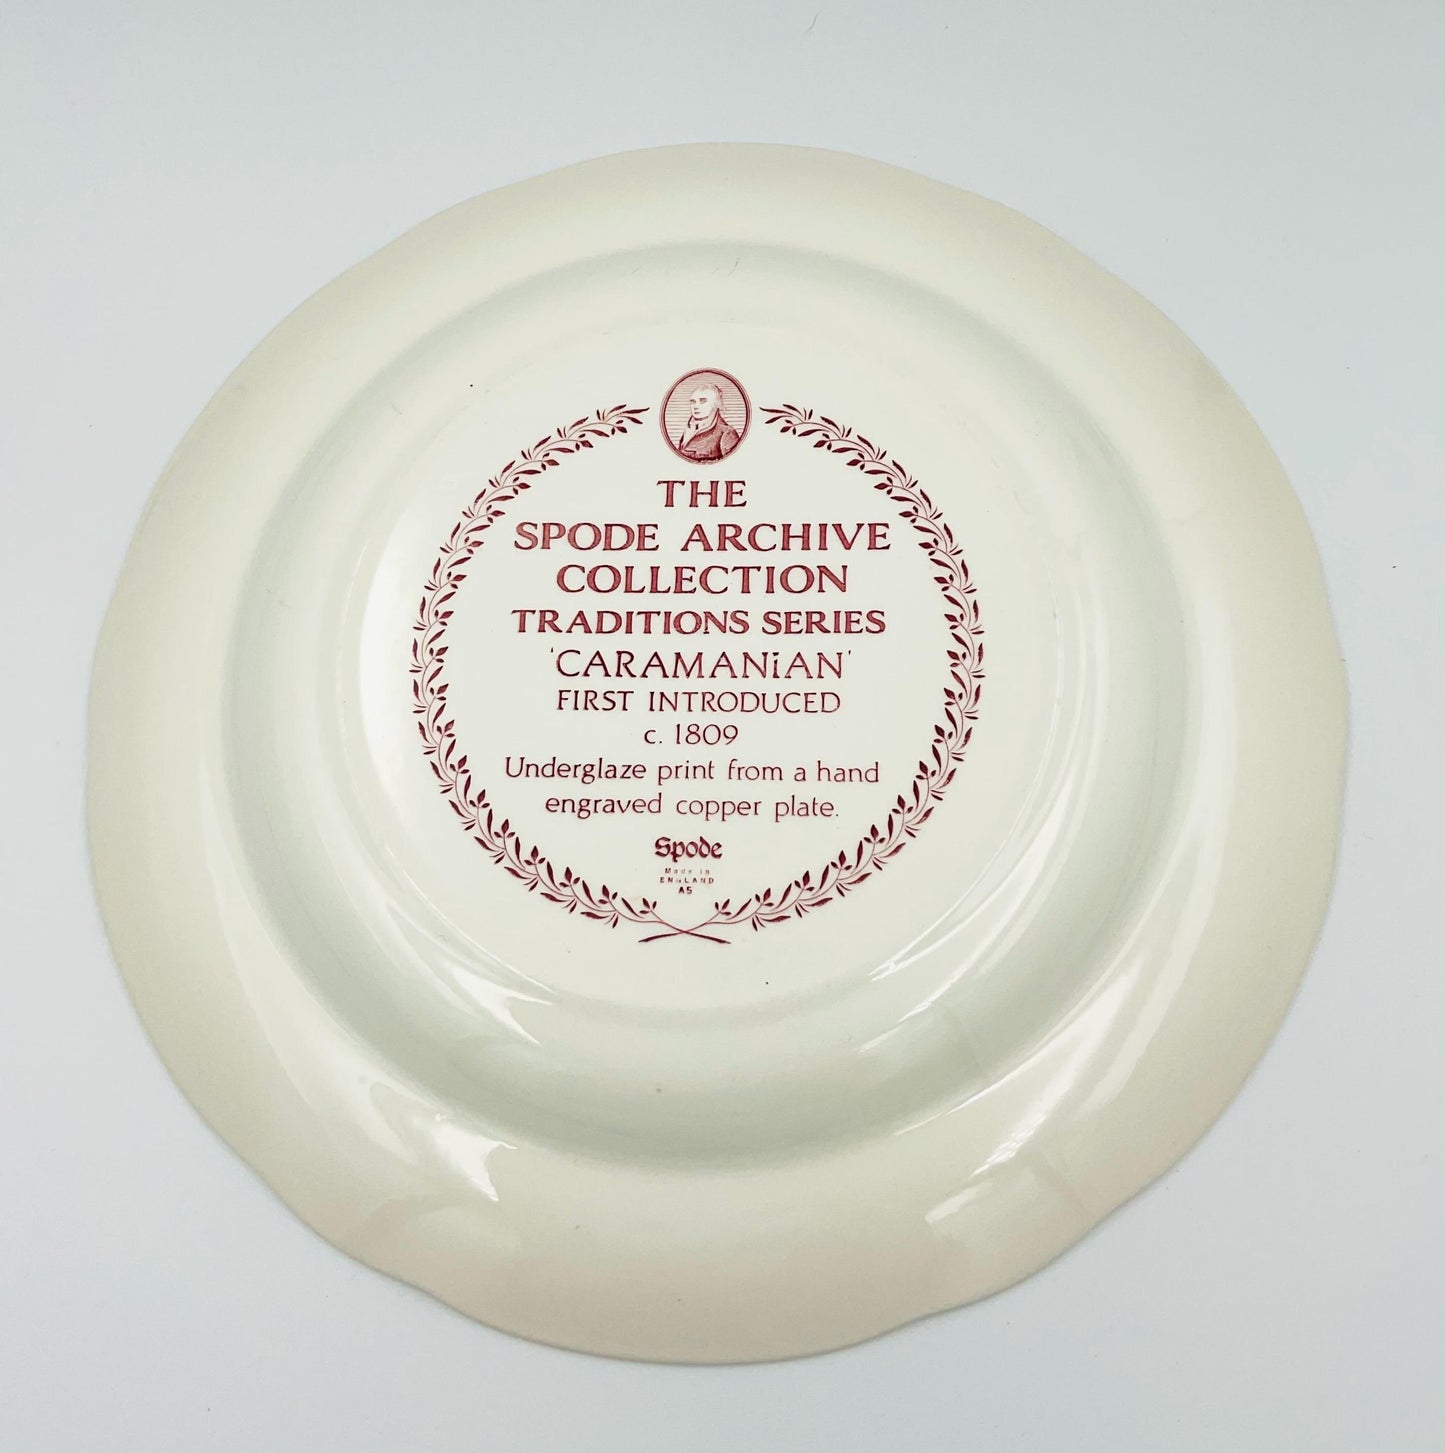 THE
SPODE ARCHIVE
COLLECTION
TRADITIONS SERIES
'CARAMANiAN'
FIRST INTRODUCED
c. 1809
Underglaze print from a hand
engraved copper plate.
Spode
Made in
ENGLAND
A5